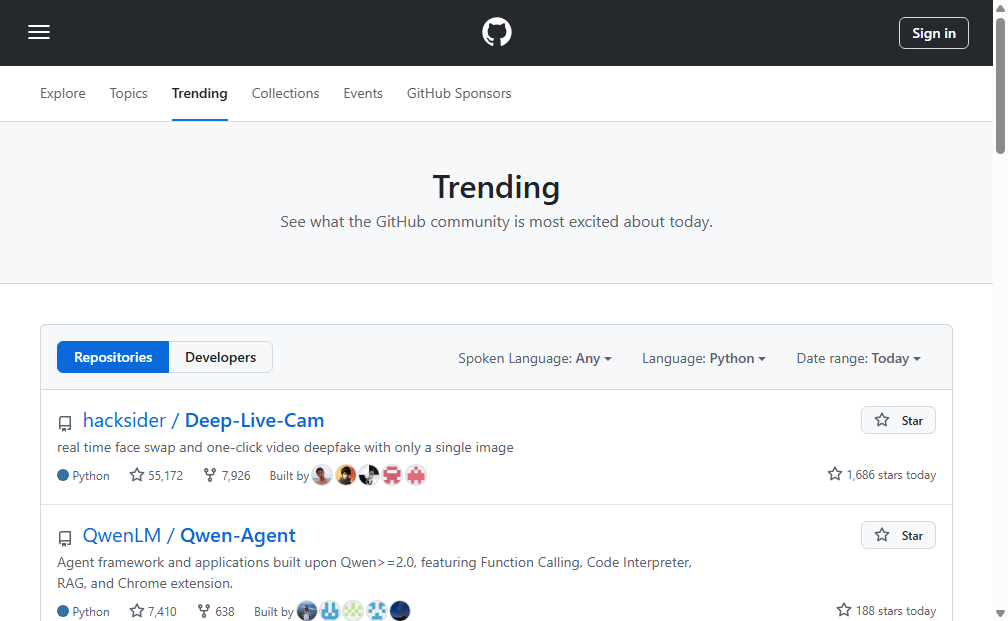 Sign in
Explore Topics Trending Collections Events GitHub Sponsors
Trending
See what the GitHub community is most excited about today.
Repositories Developers Spoken Language: Any Language: Python Date range: Today
hacksider / Deep-Live-Cam Star
real time face swap and one-click video deepfake with only a single image
Python 55,172 7,926 Built by 1,686 stars today
QwenLM / Qwen-Agent Star
Agent framework and applications built upon Qwen>=2.0, featuring Function Calling, Code Interpreter,
RAG, and Chrome extension.
Python 7,410 638 Built by 188 stars today